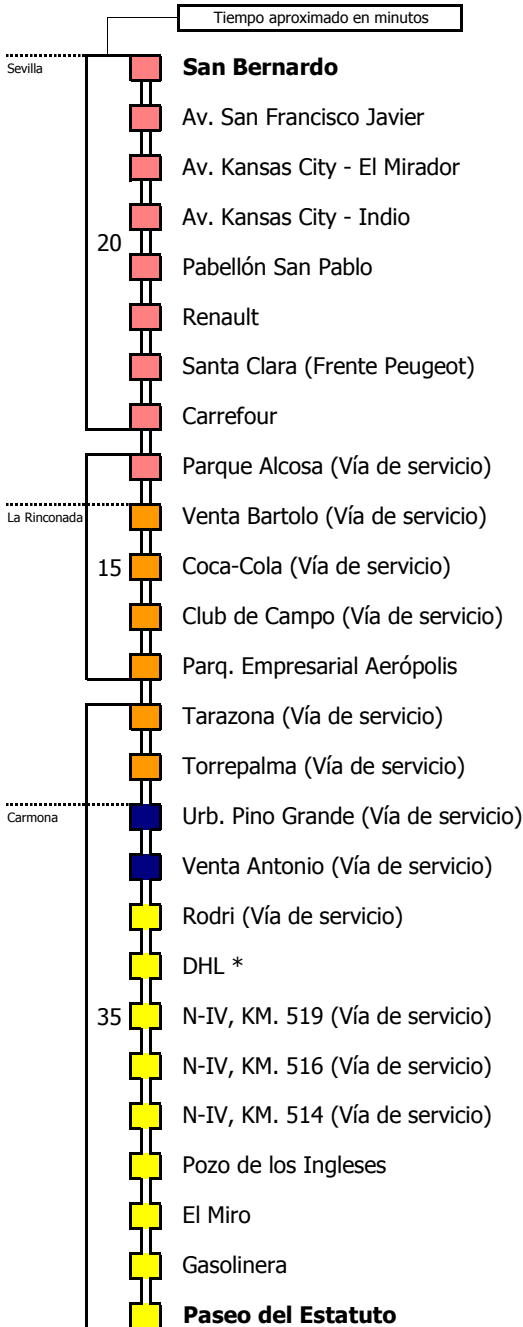 Tiempo aproximado en minutos
Sevilla
San Bernardo
Av. San Francisco Javier
Av. Kansas City - El Mirador
Av. Kansas City - Indio
20
Pabellón San Pablo
Renault
Santa Clara (Frente Peugeot)
Carrefour
Parque Alcosa (Vía de servicio)
La Rinconada
Venta Bartolo (Vía de servicio)
15
Coca-Cola (Vía de servicio)
Club de Campo (Vía de servicio)
Parq. Empresarial Aerópolis
Tarazona (Vía de servicio)
Torrepalma (Vía de servicio)
Carmona
Urb. Pino Grande (Vía de servicio)
Venta Antonio (Vía de servicio)
Rodri (Vía de servicio)
DHL *
35
N-IV, KM. 519 (Vía de servicio)
N-IV, KM. 516 (Vía de servicio)
N-IV, KM. 514 (Vía de servicio)
Pozo de los Ingleses
El Miro
Gasolinera
Paseo del Estatuto